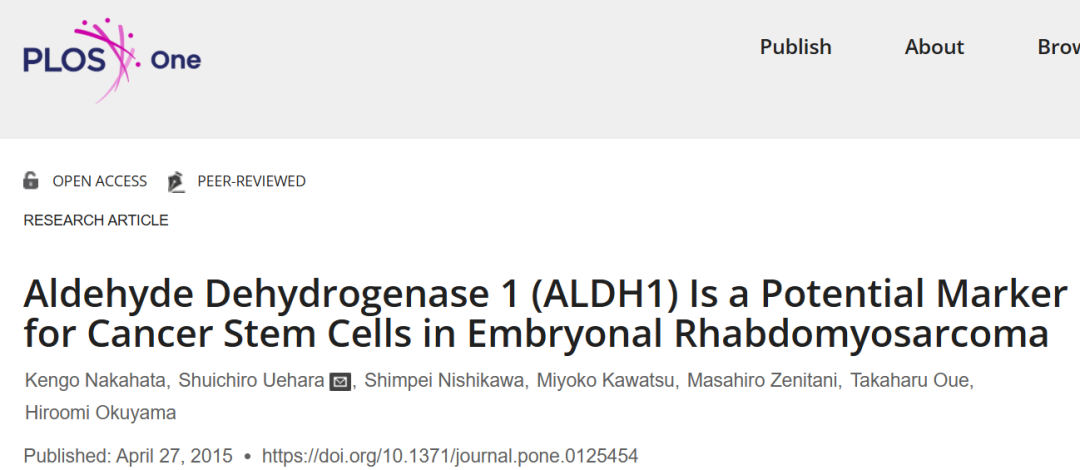 PLOS One
Publish About
OPEN ACCESS PEER-REVIEWED
RESEARCH ARTICLE
Aldehyde Dehydrogenase 1 (ALDH1) Is a Potential Marker
for Cancer Stem Cells in Embryonal Rhabdomyosarcoma
Kengo Nakahata, Shuichiro Uehara, Shimpei Nishikawa, Miyoko Kawatsu, Masahiro Zenitani, Takaharu Oue,
Hiroomi Okuyama
Published: April 27, 2015 • https://doi.org/10.1371/journal.pone.0125454